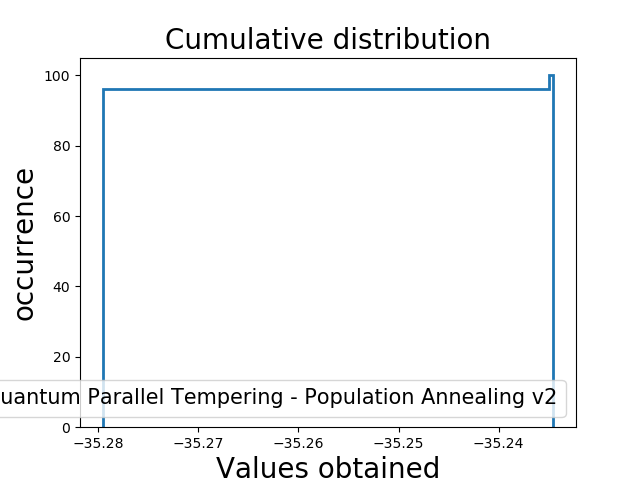 Cumulative distribution
100
80
60
40
20
0
occurrence
uantum Parallel Tempering - Population Annealing v2
−35.28 −35.27 −35.26 −35.25 −35.24
Values obtained